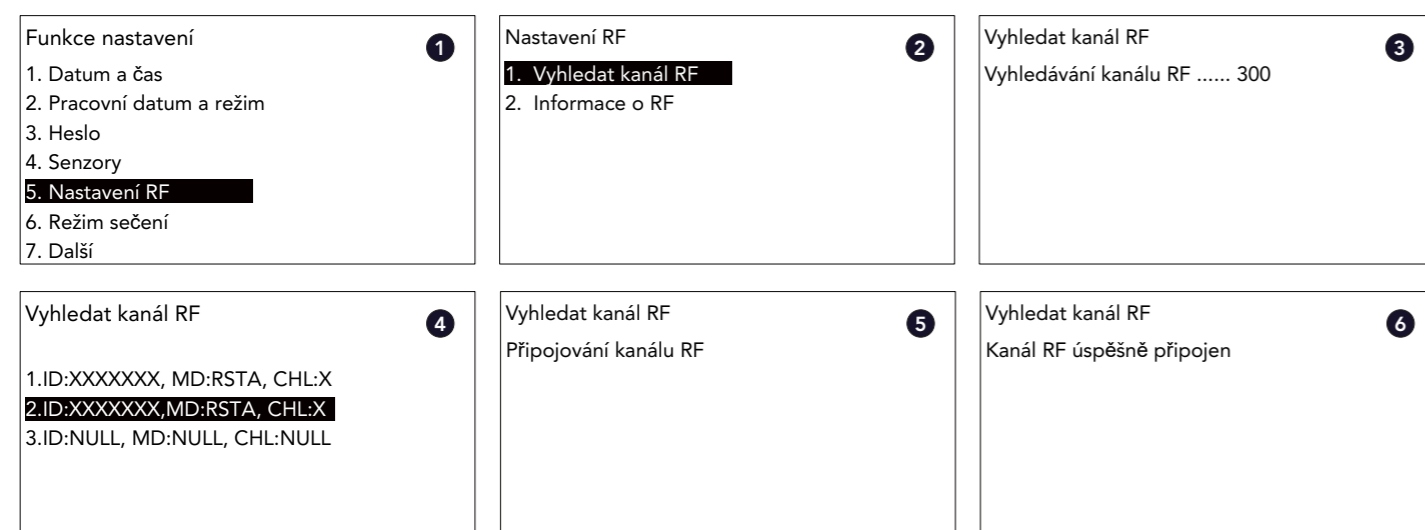 Funkce nastavení
1
1. Datum a čas
2. Pracovní datum a režim
3. Heslo
4. Senzory
5. Nastavení RF
6. Režim sečení
7. Další
Nastavení RF
2
1. Vyhledat kanál RF
2. Informace o RF
Vyhledat kanál RF
3
Vyhledávání kanálu RF ...... 300
Vyhledat kanál RF
4
1.ID:XXXXXXX, MD:RSTA, CHL:X
2.ID:XXXXXXX,MD:RSTA, CHL:X
3.ID:NULL, MD:NULL, CHL:NULL
Vyhledat kanál RF
5
Připojování kanálu RF
Vyhledat kanál RF
6
Kanál RF úspěšně připojen